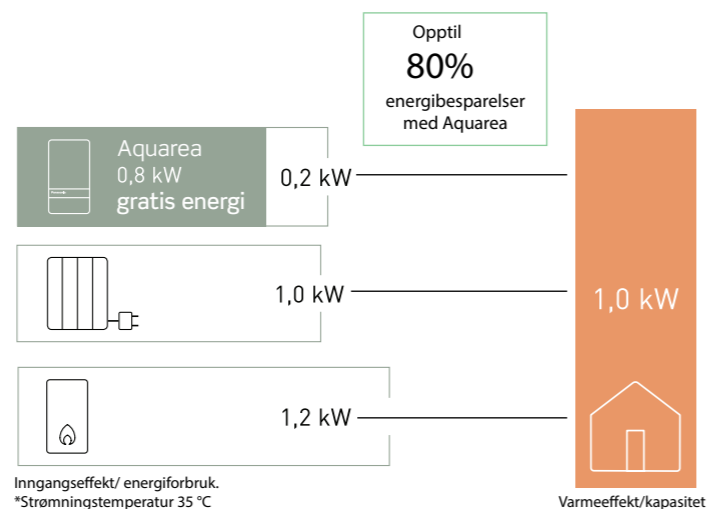 Opptil
80%
energibesparelser
med Aquarea
Aquarea
0,8 kW
gratis energi
0,2 kW
1,0 kW
1,2 kW
1,0 kW
Inngangseffekt/ energiforbruk.
*Strømningstemperatur 35 °C
Varmeeffekt/kapasitet